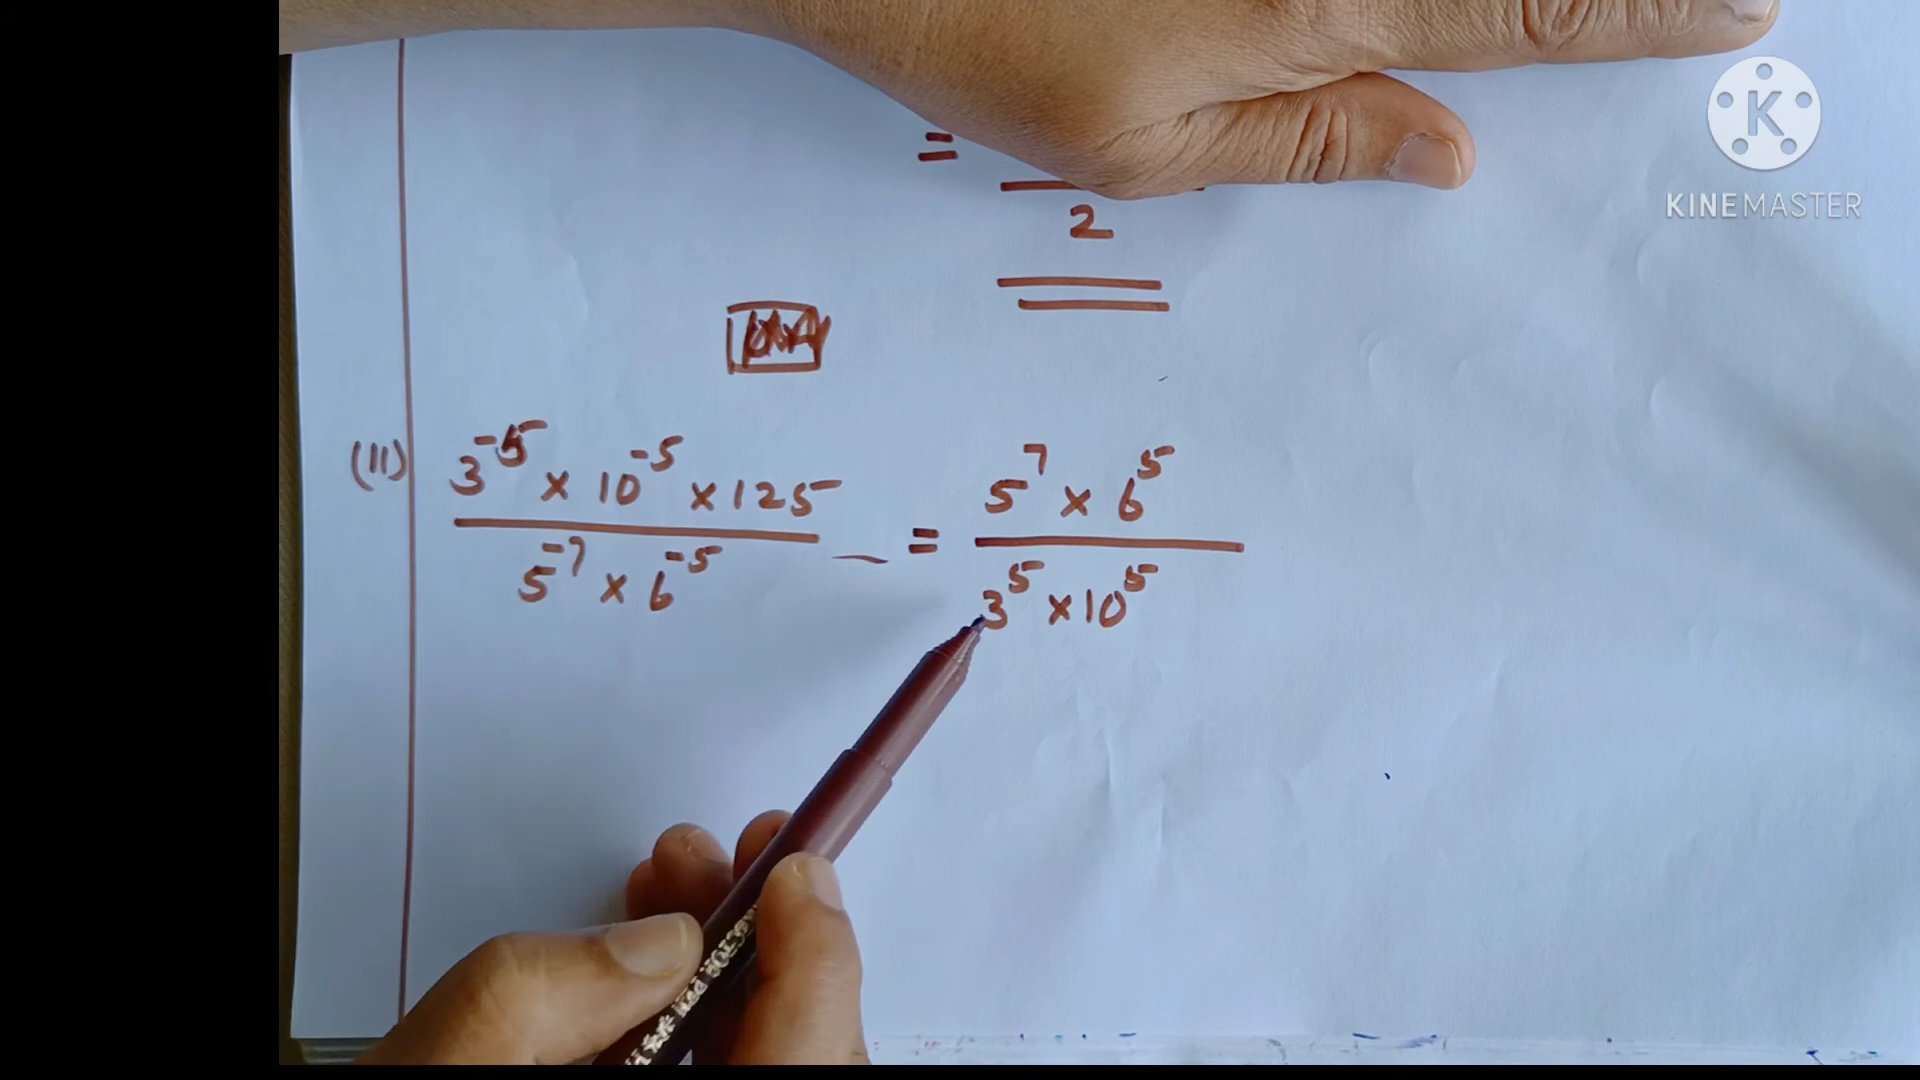 KINEMASTER
=
2
(11) 3^-5 × 10^-5 × 125 / 5^-7 × 6^-5 = 5^7 × 6^5 / 3^5 × 10^5